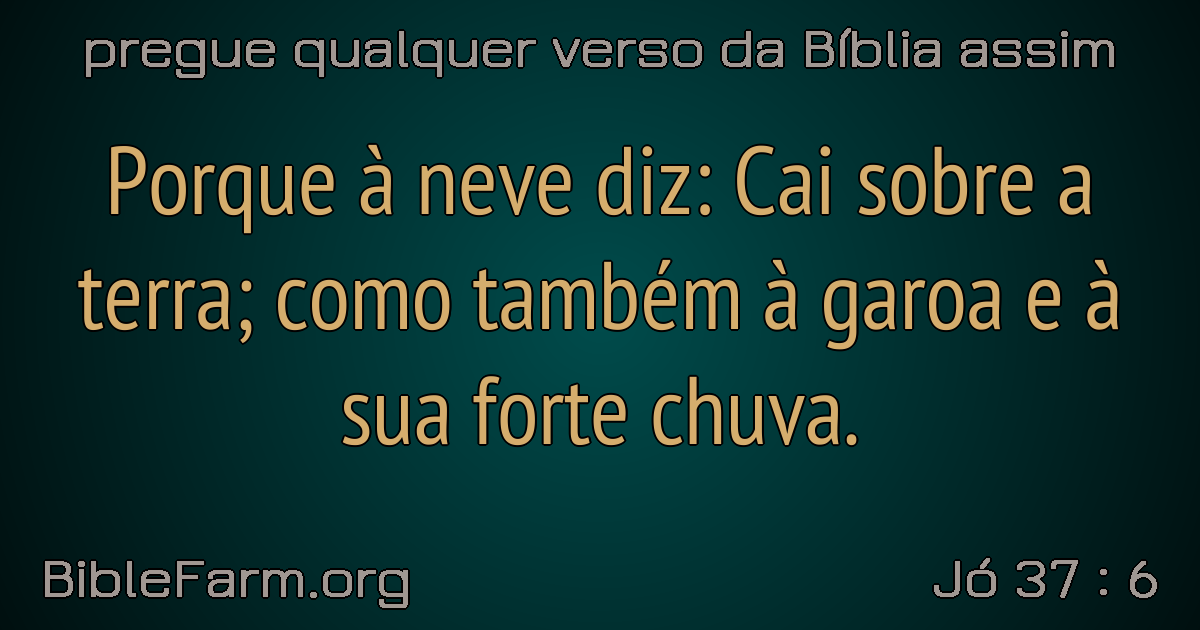 pregue qualquer verso da Bíblia assim
Porque à neve diz: Cai sobre a
terra; como também à garoa e à
sua forte chuva.
BibleFarm.org
Jó 37 : 6